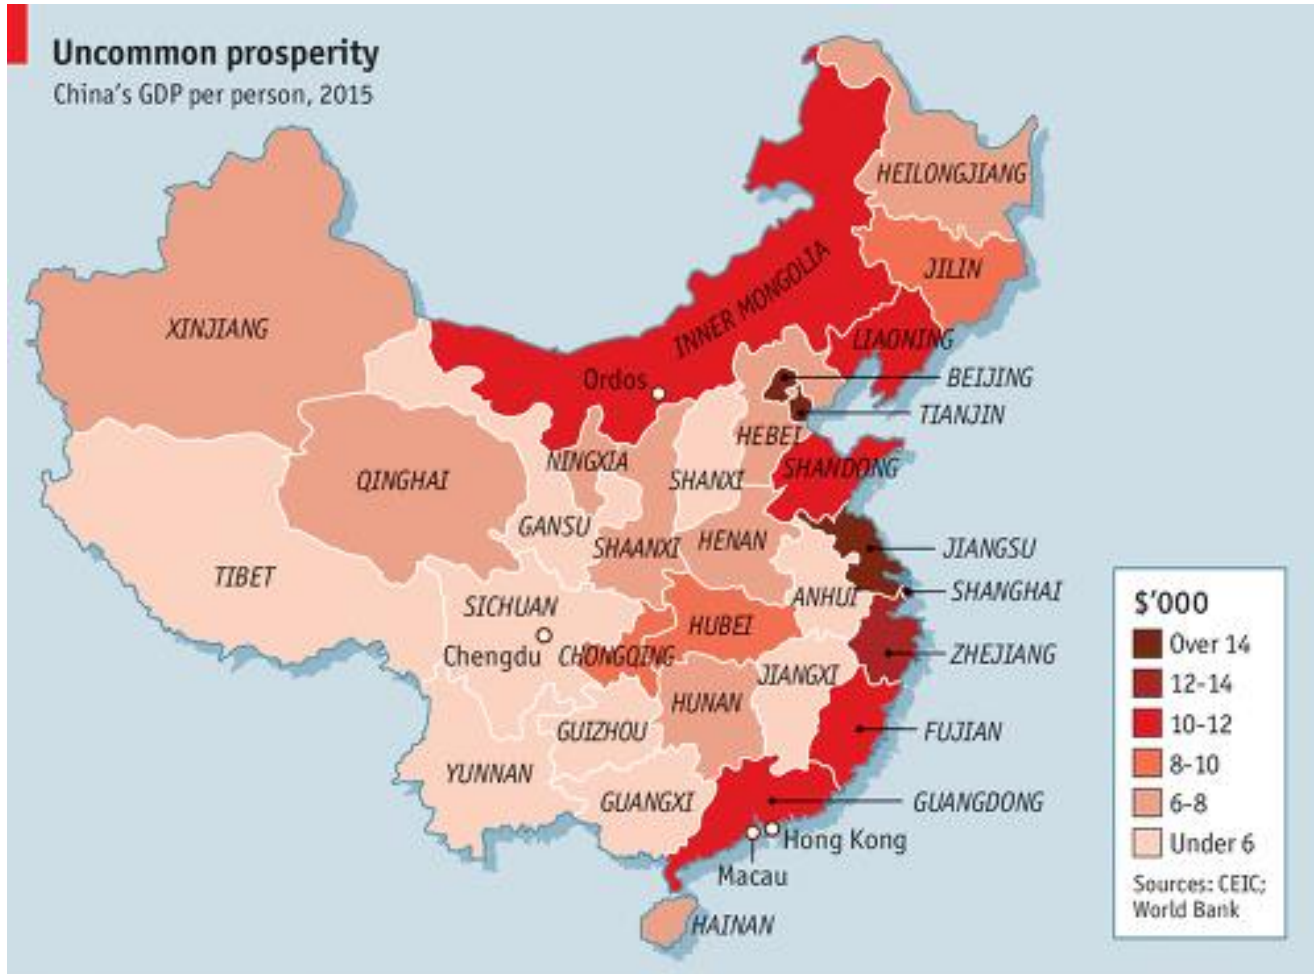 Uncommon prosperity
China's GDP per person, 2015
HEILONGJIANG
JILIN
INNER MONGOLIA
XINJIANG
LIAONING
Ordos
BEIJING
TIANJIN
HEBEI
NINGXIA
SHANDONG
QINGHAI
SHANXI
GANSU
SHAANXI
HENAN
JIANGSU
TIBET
SHANGHAI
ANHUI
SICHUAN
HUBEI
Chengdu
CHONGQING
ZHEJIANG
JIANGXI
HUNAN
GUIZHOU
FUJIAN
YUNNAN
GUANGXI
GUANGDONG
Hong Kong
Macau
HAINAN
$'000
Over 14
12-14
10-12
8-10
6-8
Under 6
Sources: CEIC;
World Bank